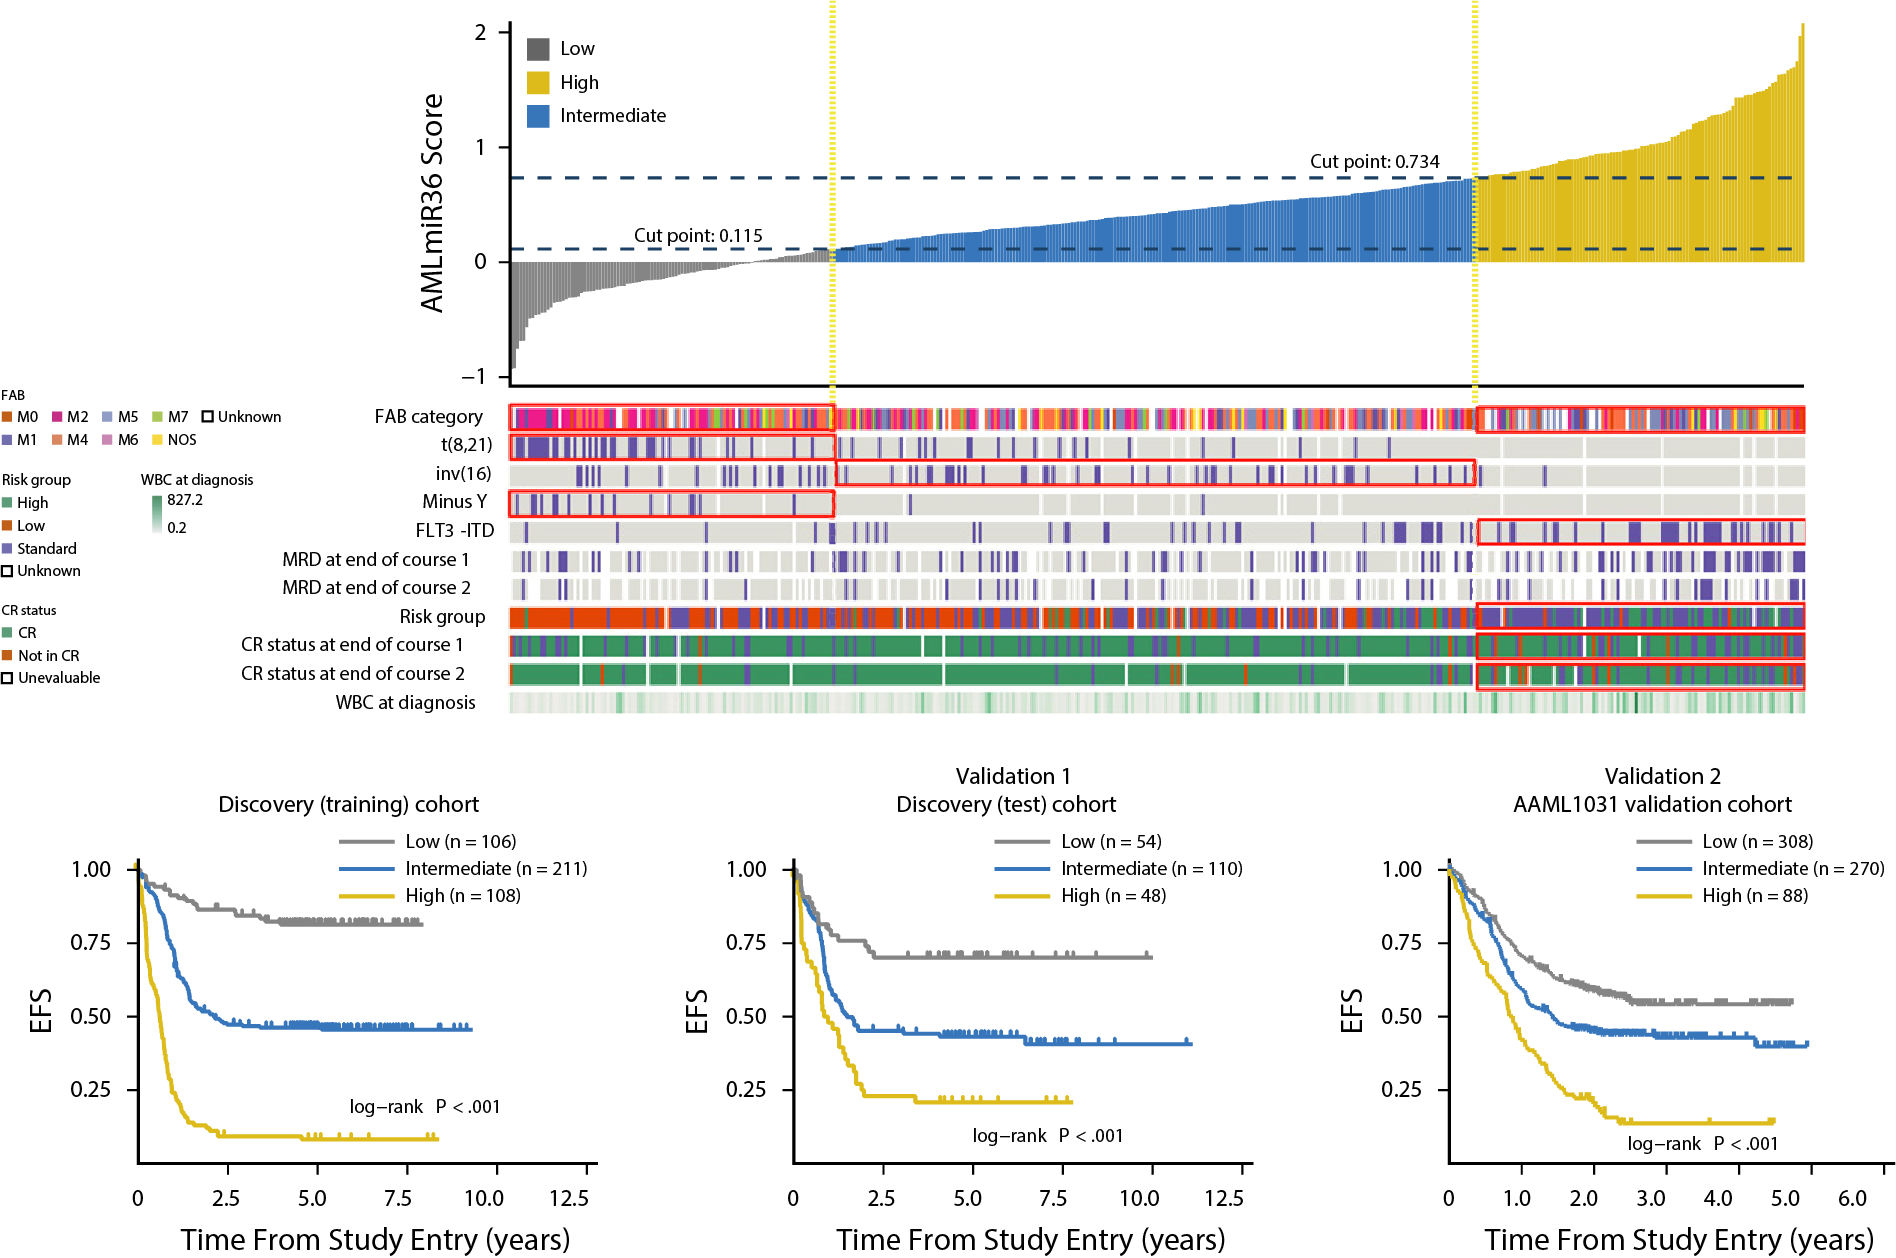 2
1
0
−1
AMLmiR36 Score
Low
High
Intermediate
Cut point: 0.734
Cut point: 0.115
FAB
M0 M2 M5 M7 Unknown
M1 M4 M6 NOS
Risk group
High
Low
Standard
Unknown
WBC at diagnosis
827.2
0.2
CR status
CR
Not in CR
Unevaluable
FAB category
t(8,21)
inv(16)
Minus Y
FLT3 -ITD
MRD at end of course 1
MRD at end of course 2
Risk group
CR status at end of course 1
CR status at end of course 2
WBC at diagnosis
Discovery (training) cohort
Low (n = 106)
Intermediate (n = 211)
High (n = 108)
1.00
0.75
0.50
0.25
EFS
log−rank P < .001
0 2.5 5.0 7.5 10.0 12.5
Time From Study Entry (years)
Validation 1
Discovery (test) cohort
Low (n = 54)
Intermediate (n = 110)
High (n = 48)
1.00
0.75
0.50
0.25
EFS
log−rank P < .001
0 2.5 5.0 7.5 10.0 12.5
Time From Study Entry (years)
Validation 2
AAML1031 validation cohort
Low (n = 308)
Intermediate (n = 270)
High (n = 88)
1.00
0.75
0.50
0.25
EFS
log−rank P < .001
0 1.0 2.0 3.0 4.0 5.0 6.0
Time From Study Entry (years)